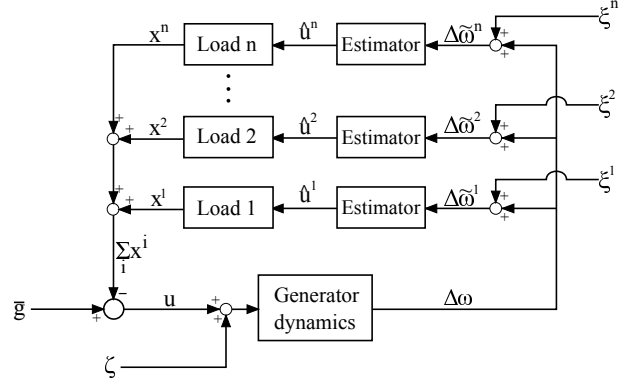 xⁿ Load n ûⁿ Estimator Δω̃ⁿ ξⁿ
x² Load 2 û² Estimator Δω̃² ξ²
x¹ Load 1 û¹ Estimator Δω̃¹ ξ¹
∑ᵢ xⁱ
g̅ u Generator dynamics Δω
ζ